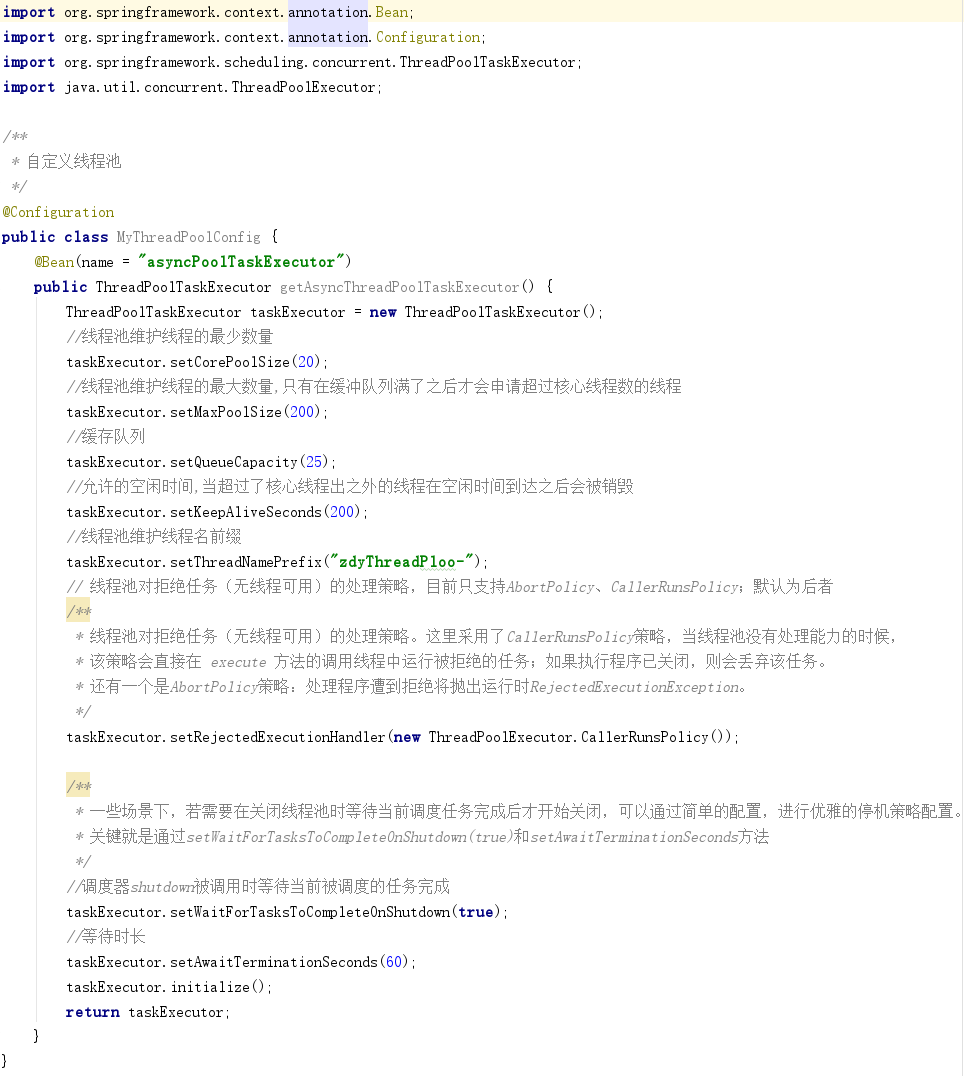 import org.springframework.context.annotation.Bean;
import org.springframework.context.annotation.Configuration;
import org.springframework.scheduling.concurrent.ThreadPoolTaskExecutor;
import java.util.concurrent.ThreadPoolExecutor;
/**
 * 自定义线程池
 */
@Configuration
public class MyThreadPoolConfig {
    @Bean(name = "asyncPoolTaskExecutor")
    public ThreadPoolTaskExecutor getAsyncThreadPoolTaskExecutor() {
        ThreadPoolTaskExecutor taskExecutor = new ThreadPoolTaskExecutor();
        //线程池维护线程的最少数量
        taskExecutor.setCorePoolSize(20);
        //线程池维护线程的最大数量,只有在缓冲队列满了之后才会申请超过核心线程数的线程
        taskExecutor.setMaxPoolSize(200);
        //缓存队列
        taskExecutor.setQueueCapacity(25);
        //允许的空闲时间,当超过了核心线程出之外的线程在空闲时间到达之后会被销毁
        taskExecutor.setKeepAliveSeconds(200);
        //线程池维护线程名前缀
        taskExecutor.setThreadNamePrefix("zdyThreadPloo-");
        // 线程池对拒绝任务（无线程可用）的处理策略，目前只支持AbortPolicy、CallerRunsPolicy；默认为后者
        /**
         * 线程池对拒绝任务（无线程可用）的处理策略。这里采用了CallerRunsPolicy策略，当线程池没有处理能力的时候，
         * 该策略会直接在 execute 方法的调用线程中运行被拒绝的任务；如果执行程序已关闭，则会丢弃该任务。
         * 还有一个是AbortPolicy策略：处理程序遭到拒绝将抛出运行时RejectedExecutionException。
         */
        taskExecutor.setRejectedExecutionHandler(new ThreadPoolExecutor.CallerRunsPolicy());
        /**
         * 一些场景下，若需要在关闭线程池时等待当前调度任务完成后才开始关闭，可以通过简单的配置，进行优雅的停机策略配置。
         * 关键就是通过setWaitForTasksToCompleteOnShutdown(true)和setAwaitTerminationSeconds方法
         */
        //调度器shutdown被调用时等待当前被调度的任务完成
        taskExecutor.setWaitForTasksToCompleteOnShutdown(true);
        //等待时长
        taskExecutor.setAwaitTerminationSeconds(60);
        taskExecutor.initialize();
        return taskExecutor;
    }
}